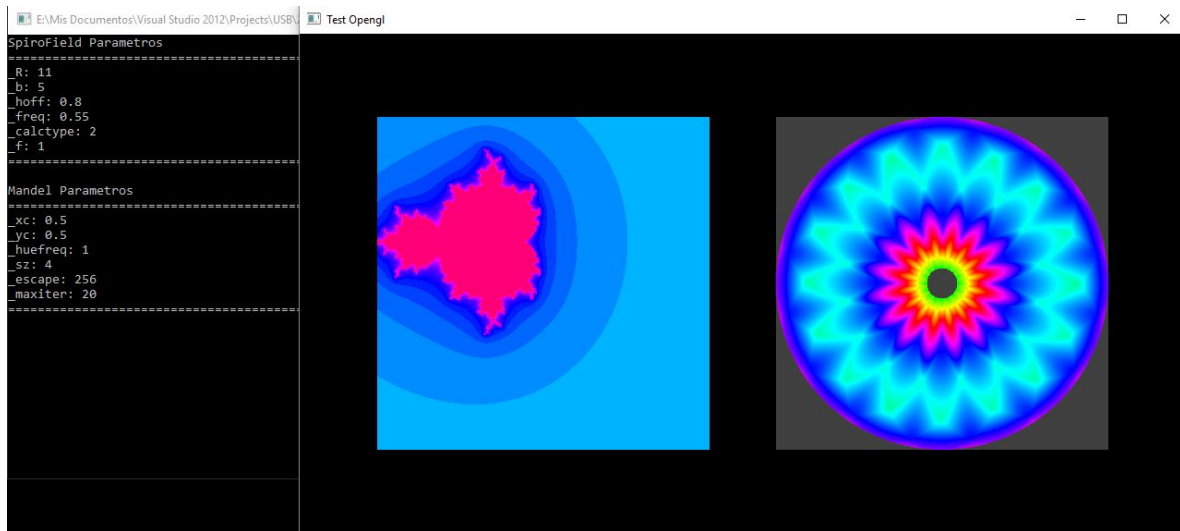 E:\Mis Documentos\Visual Studio 2012\Projects\USB\
Test Opengl
SpiroField Parametros
=======================================
_R: 11
_b: 5
_hoff: 0.8
_freq: 0.55
_calctype: 2
_f: 1
=======================================
Mandel Parametros
=======================================
_xc: 0.5
_yc: 0.5
_huefreq: 1
_sz: 4
_escape: 256
_maxiter: 20
=======================================